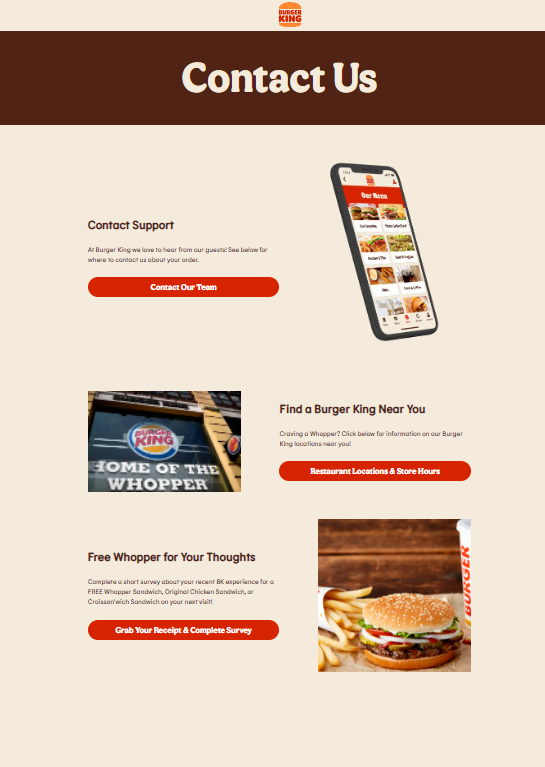 BURGER
KING
Contact Us
Contact Support
At Burger King we love to hear from our guests! See below for
where to contact us about your order.
Contact Our Team
Our Menu
BURGER
KING
HOME OF THE
WHOPPER
Find a Burger King Near You
Craving a Whopper? Click below for information on our Burger
King locations near you!
Restaurant Locations & Store Hours
Free Whopper for Your Thoughts
Complete a short survey about your recent BK experience for a
FREE Whopper Sandwich, Original Chicken Sandwich, or
Croissan'wich Sandwich on your next visit!
Grab Your Receipt & Complete Survey
BURGER